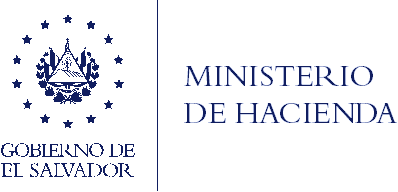 GOBIERNO DE
EL SALVADOR
MINISTERIO
DE HACIENDA